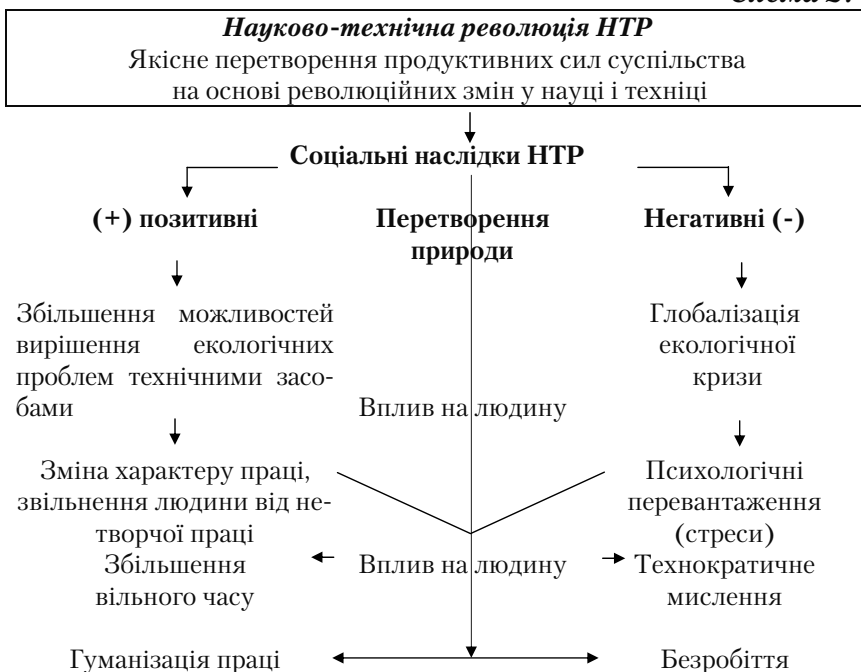 Науково-технічна революція НТР
Якісне перетворення продуктивних сил суспільства
на основі революційних змін у науці і техніці
Соціальні наслідки НТР
(+) позитивні
Перетворення
природи
Негативні (-)
Збільшення можливостей
вирішення екологічних
проблем технічними засо-
бами
Вплив на людину
Глобалізація
екологічної
кризи
Зміна характеру праці,
звільнення людини від не-
творчої праці
Збільшення
вільного часу
Вплив на людину
Психологічні
перевантаження
(стреси)
Технократичне
мислення
Гуманізація праці
Безробіття